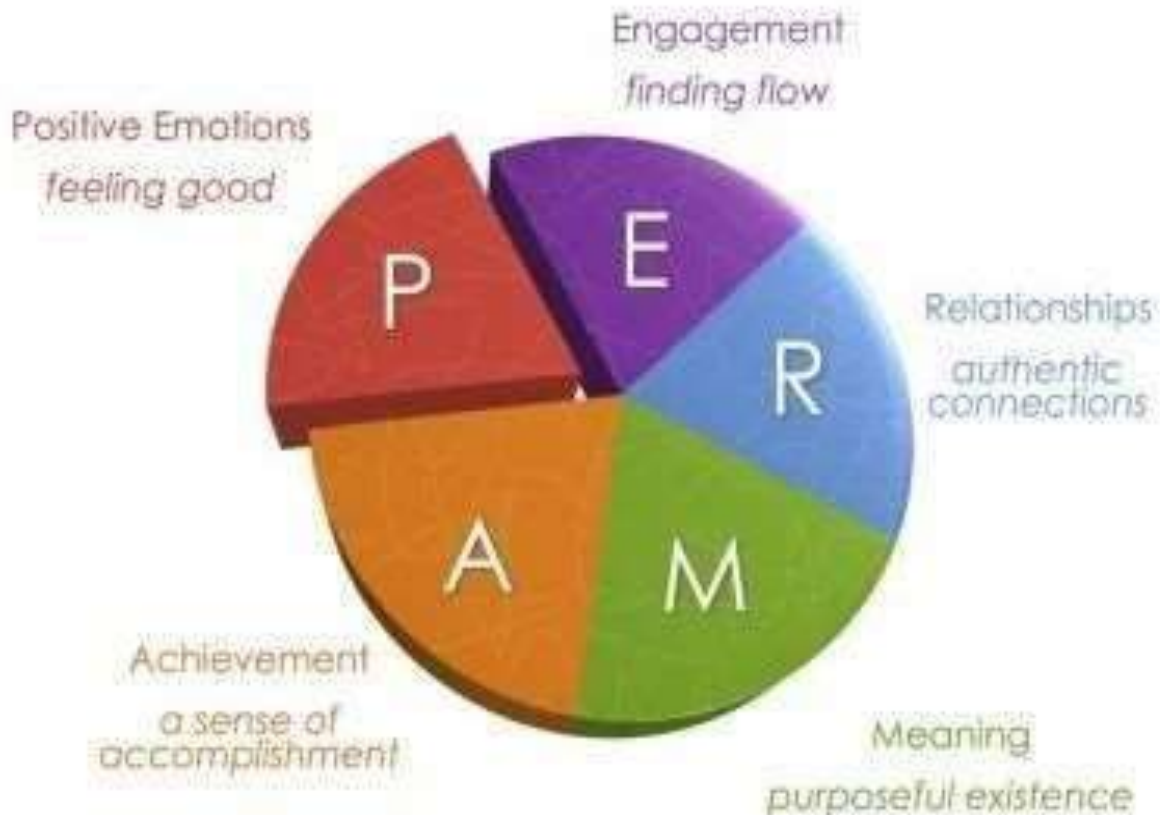 Positive Emotions
feeling good
P
Engagement
finding flow
E
Relationships
authentic
connections
R
Meaning
purposeful existence
M
Achievement
a sense of
accomplishment
A